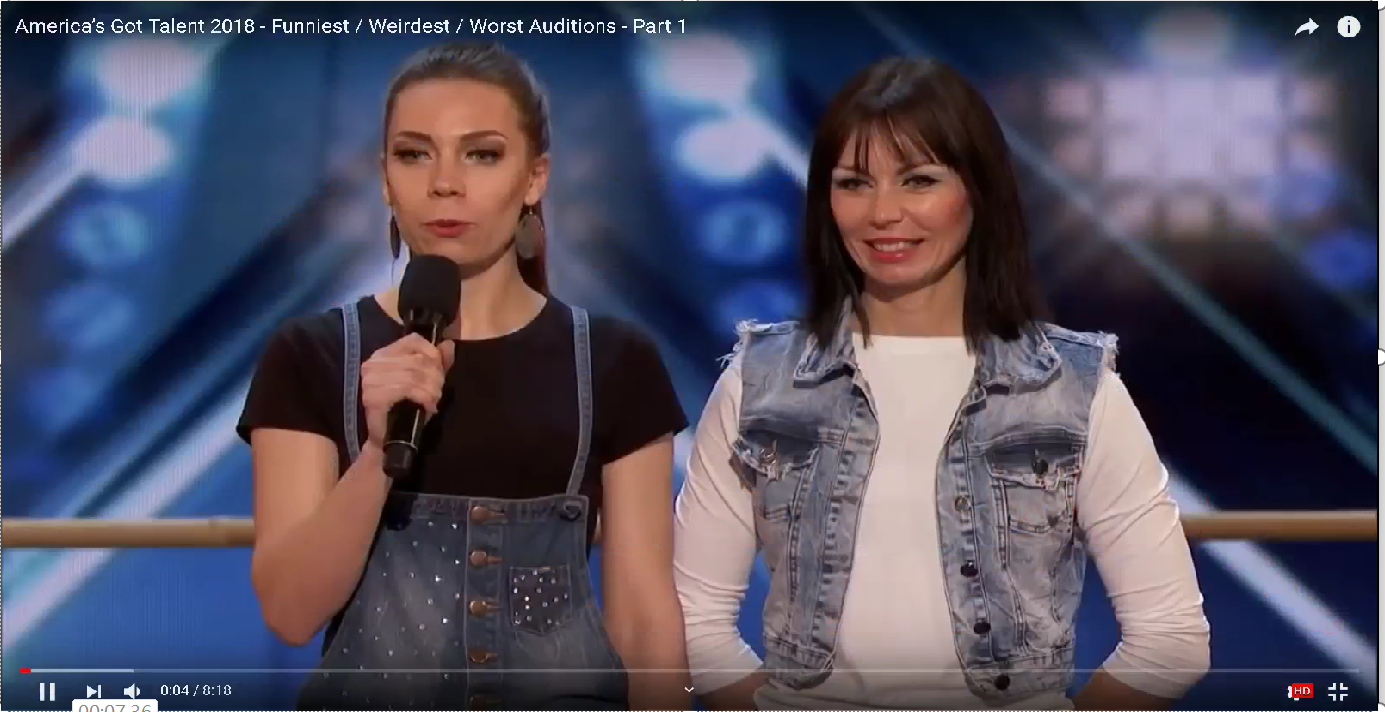 America's Got Talent 2018 - Funniest / Weirdest / Worst Auditions - Part 1
0:04 / 8:18
HD
00:07.36